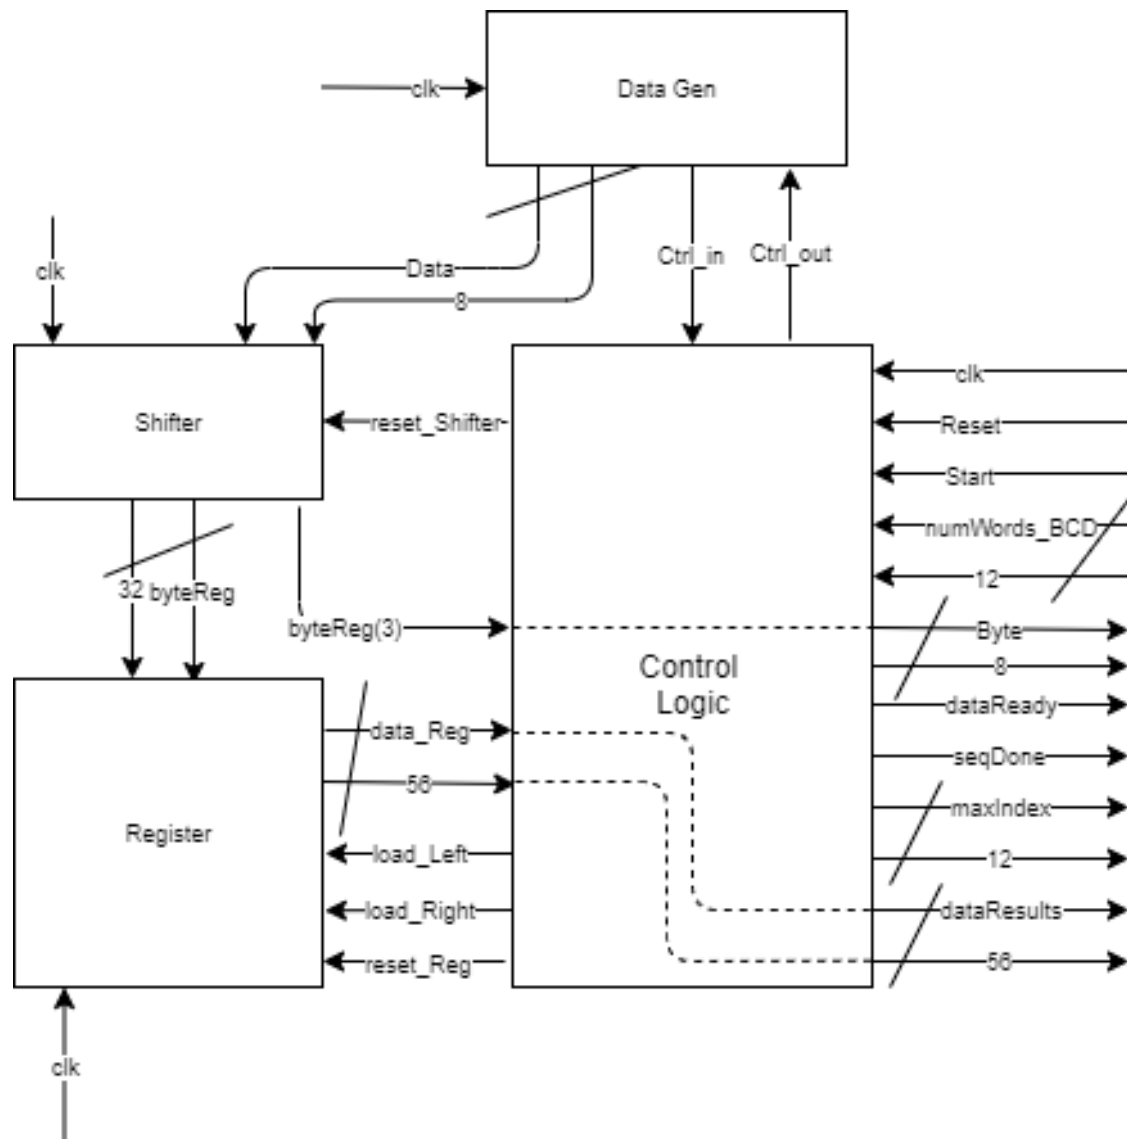 clk
Data Gen
Ctrl_in
Ctrl_out
clk
Data
8
Shifter
reset_Shifter
clk
Reset
Start
numWords_BCD
12
32
byteReg
byteReg(3)
Byte
8
Control
Logic
dataReady
data_Reg
seqDone
56
maxIndex
Register
load_Left
12
load_Right
dataResults
reset_Reg
56
clk